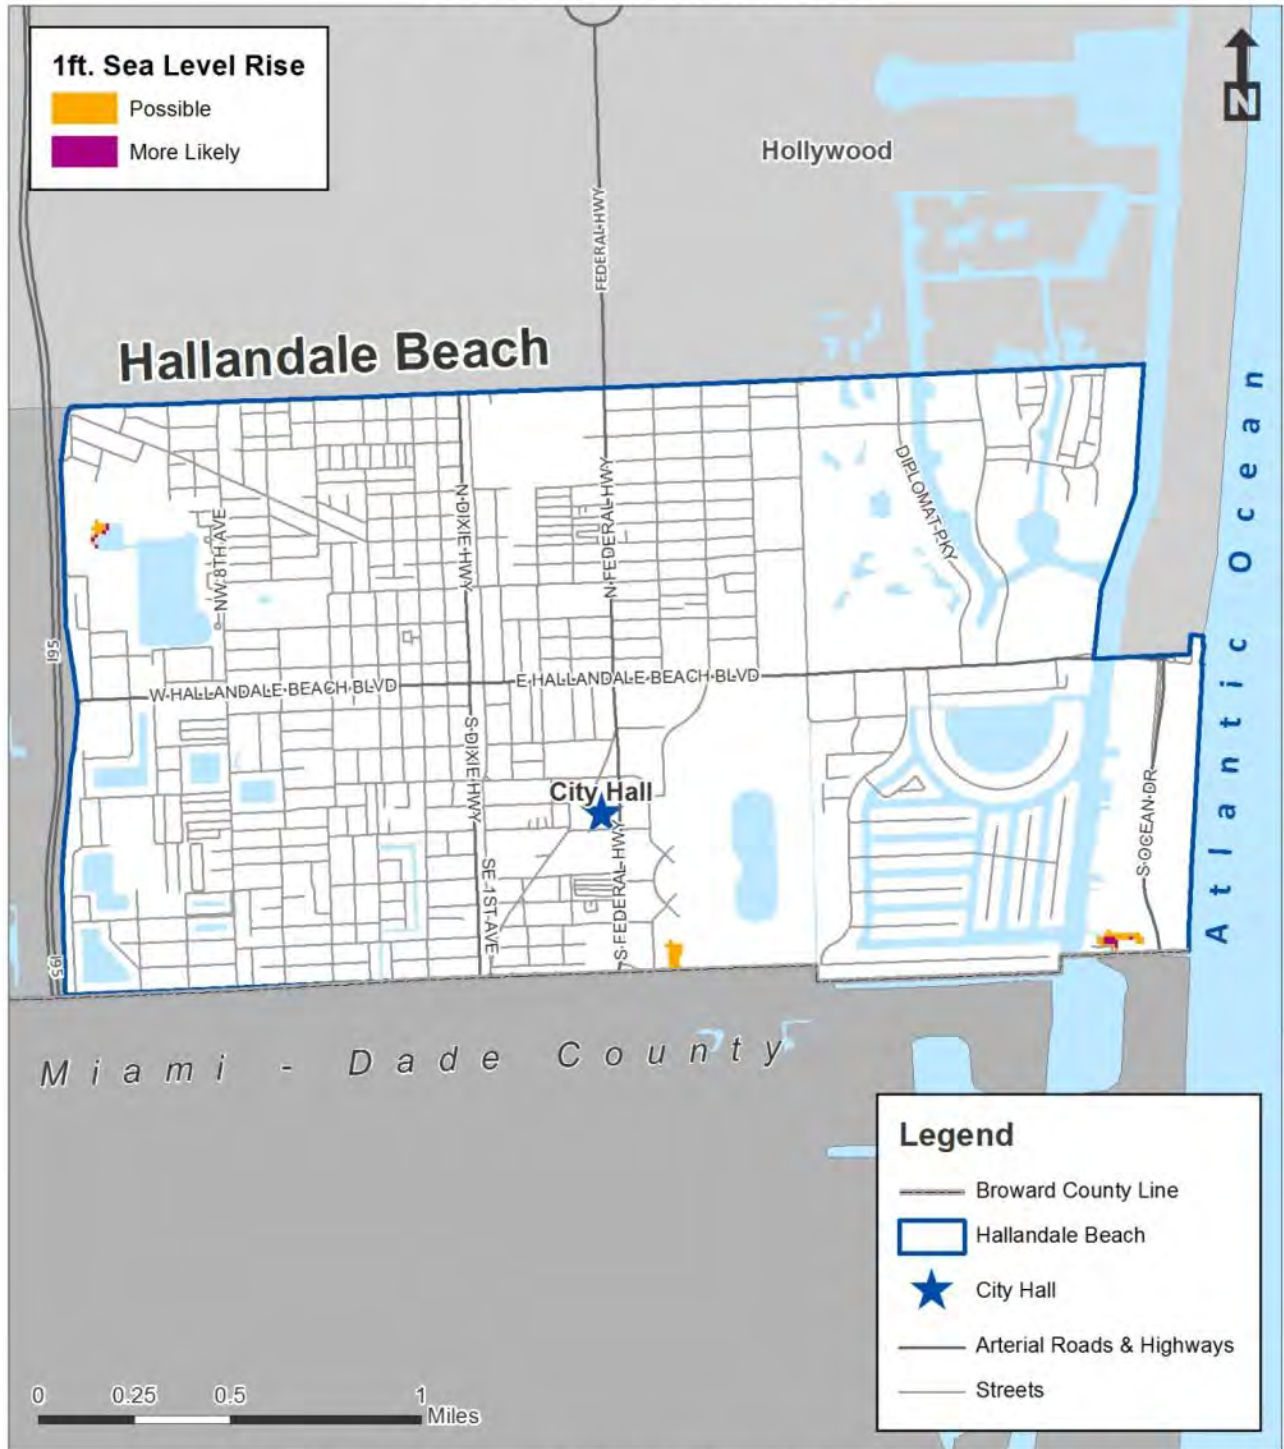 1ft. Sea Level Rise
Possible
More Likely
N
Hollywood
FEDERAL HWY
Hallandale Beach
Atlantic Ocean
DIPLOMAT PKY
N DIXIE HWY
N FEDERAL HWY
NW 8TH AVE
I95
W HALLANDALE BEACH BLVD
E HALLANDALE BEACH BLVD
S DIXIE HWY
City Hall
S OCEAN DR
SE 1ST AVE
S FEDERAL HWY
I95
Miami - Dade County
Legend
Broward County Line
Hallandale Beach
City Hall
Arterial Roads & Highways
Streets
0 0.25 0.5 1
Miles